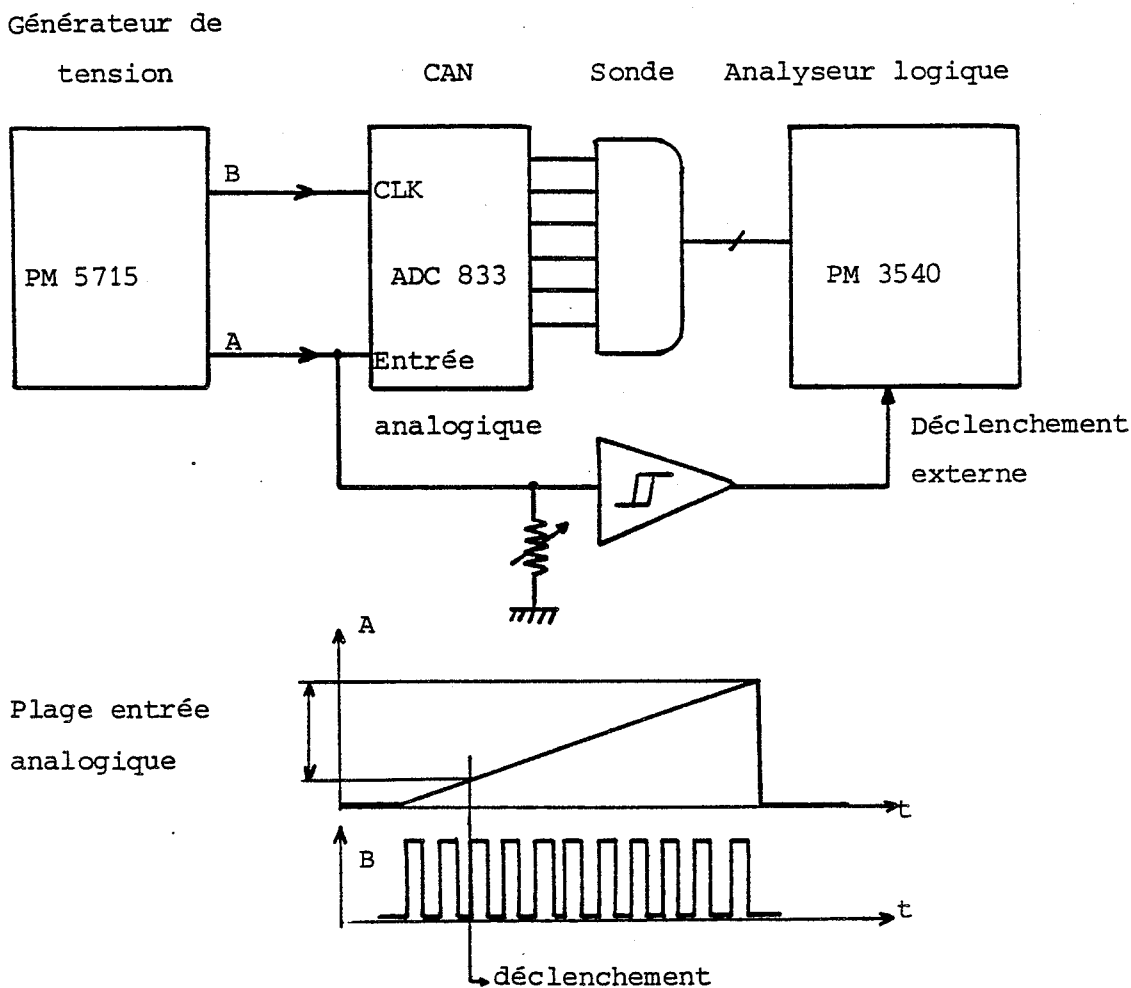 Générateur de
tension
CAN
Sonde
Analyseur logique
B
CLK
PM 5715
ADC 833
PM 3540
A
Entrée
analogique
Déclenchement
externe
A
Plage entrée
analogique
t
B
t
déclenchement